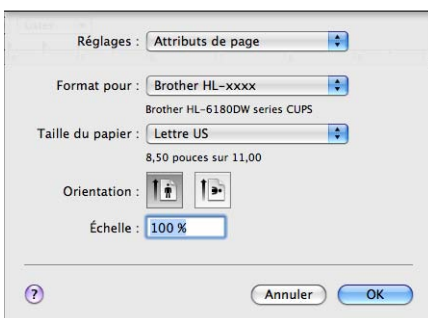 Réglages : Attributs de page
Format pour : Brother HL-xxxx
Brother HL-6180DW series CUPS
Taille du papier : Lettre US
8,50 pouces sur 11,00
Orientation :
Échelle : 100 %
? Annuler OK